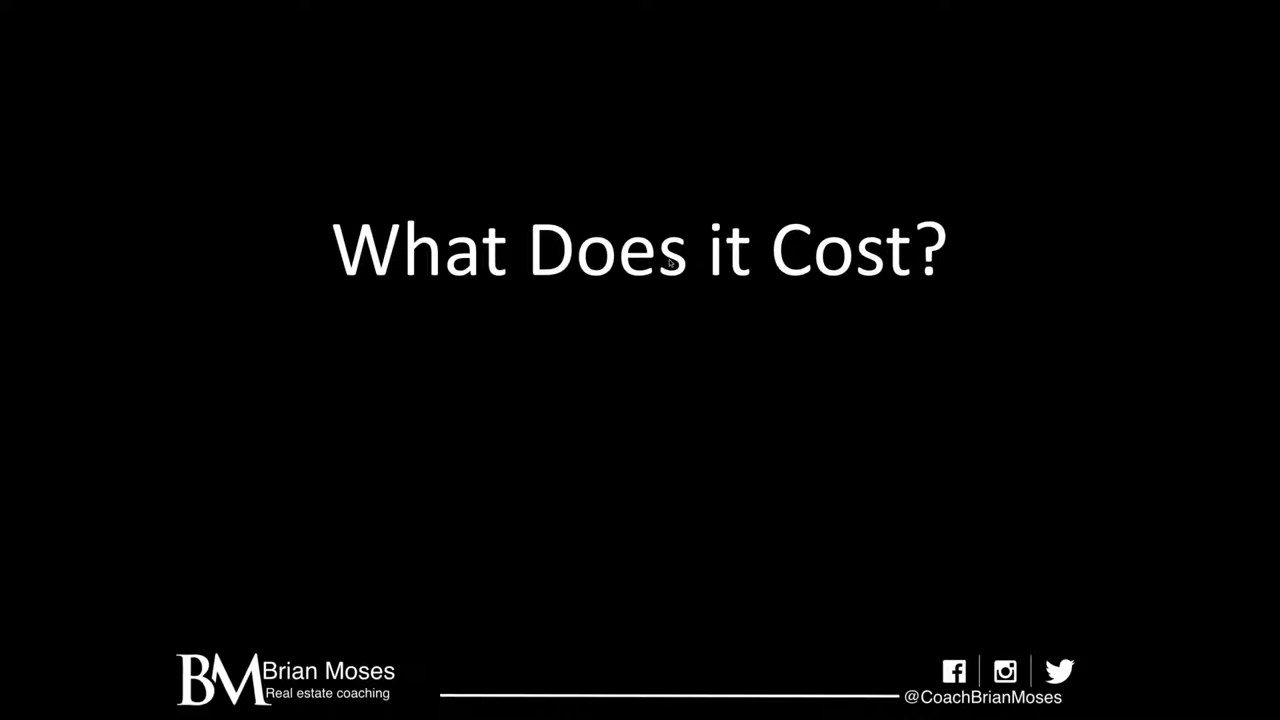 What Does it Cost?
BM
Brian Moses
Real estate coaching
@CoachBrianMoses